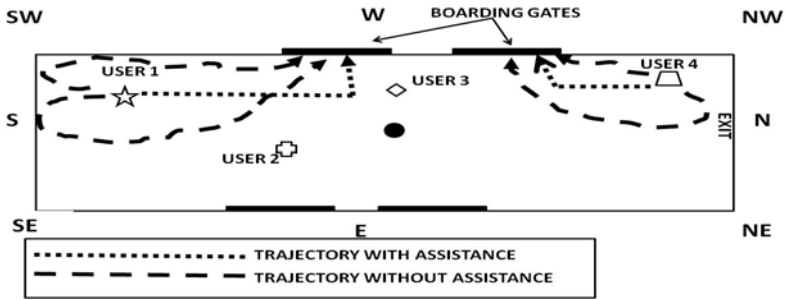 SW
W
BOARDING GATES
NW
USER 1
USER 3
USER 4
S
EXIT
N
USER 2
SE
E
NE
TRAJECTORY WITH ASSISTANCE
TRAJECTORY WITHOUT ASSISTANCE